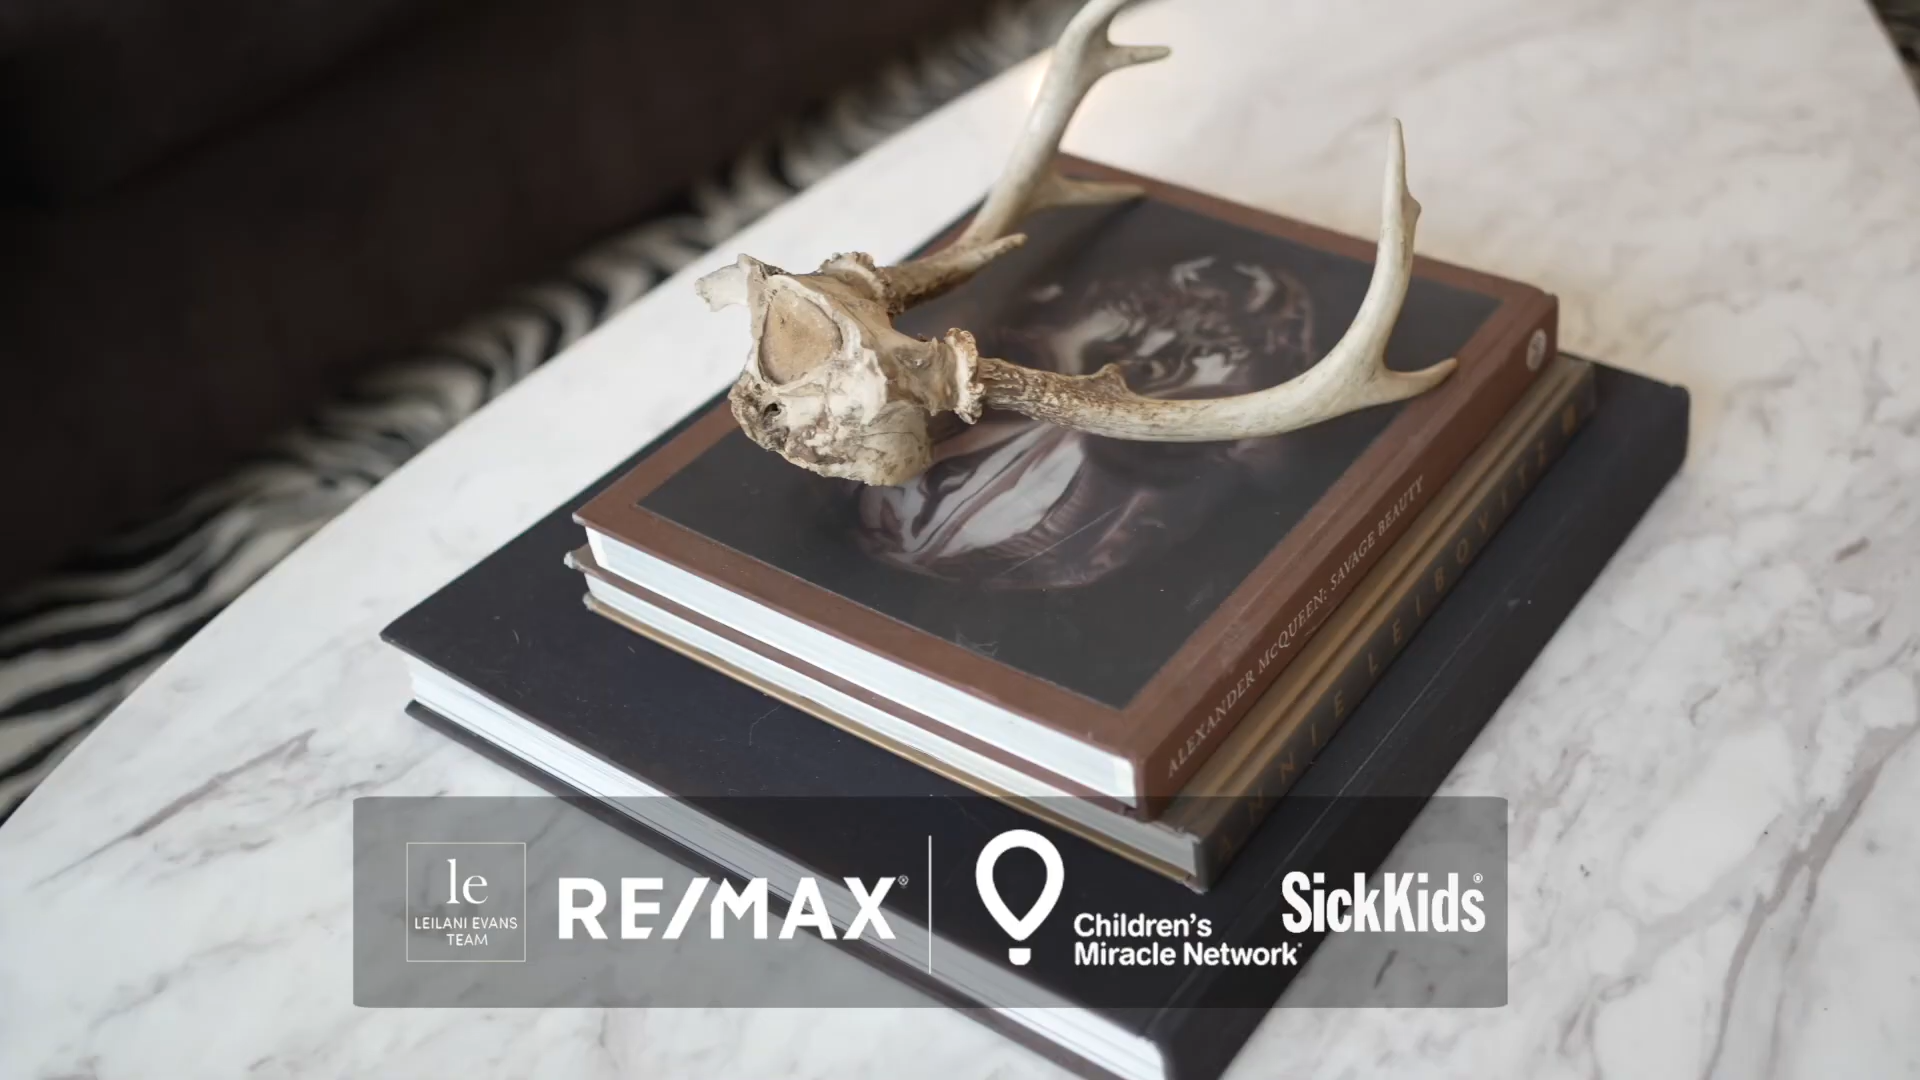 ALEXANDER MCQUEEN: SAVAGE BEAUTY
ANNIE LEIBOVITZ
le
LEILANI EVANS
TEAM
RE/MAX®
Children's
Miracle Network
SickKids®